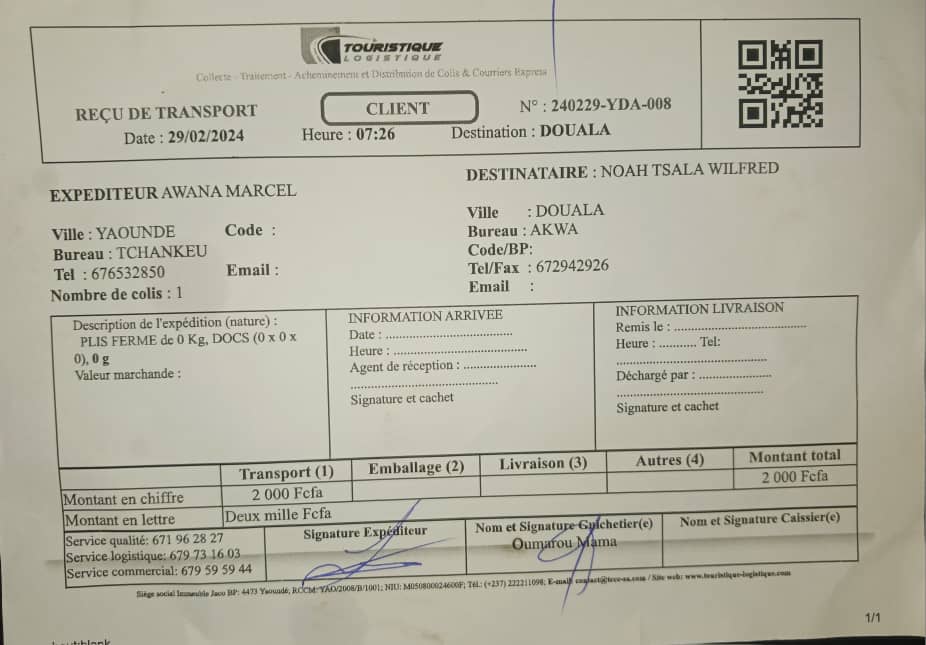 TOURISTIQUE
LOGISTIQUE
Collecte - Traitement - Acheminement et Distribution de Colis & Courriers Express
REÇU DE TRANSPORT
CLIENT
N° : 240229-YDA-008
Date : 29/02/2024
Heure : 07:26
Destination : DOUALA
EXPEDITEUR AWANA MARCEL
Ville : YAOUNDE
Code :
Bureau : TCHANKEU
Tel : 676532850
Email :
Nombre de colis : 1
DESTINATAIRE : NOAH TSALA WILFRED
Ville : DOUALA
Bureau : AKWA
Code/BP:
Tel/Fax : 672942926
Email :
Description de l'expédition (nature) :
PLIS FERME de 0 Kg, DOCS (0 x 0 x
0), 0 g
Valeur marchande :
INFORMATION ARRIVEE
Date : ..................................
Heure : ....................................
Agent de réception : ....................
........................................
Signature et cachet
INFORMATION LIVRAISON
Remis le : ....................................
Heure : ........... Tel:
.........................................
Déchargé par : ....................
........................................
Signature et cachet
Transport (1) Emballage (2) Livraison (3) Autres (4) Montant total
Montant en chiffre 2 000 Fcfa 2 000 Fcfa
Montant en lettre Deux mille Fcfa
Service qualité: 671 96 28 27
Service logistique: 679 73 16 03
Service commercial: 679 59 59 44
Signature Expéditeur
Nom et Signature Guichetier(e)
Oumarou Mama
Nom et Signature Caissier(e)
Siège social Immeuble Jaco BP: 4473 Yaoundé; RCCM: YAO/2008/B/1001; NIU: M050800024600F; Tél.: (+237) 222211098; E-mail: contact@tcce-sa.com / Site web: www.touristique-logistique.com
1/1